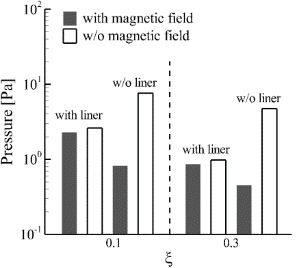 with magnetic field
w/o magnetic field
Pressure [Pa]
10²
10¹
10⁰
10⁻¹
with liner
w/o liner
with liner
w/o liner
0.1
0.3
ξ